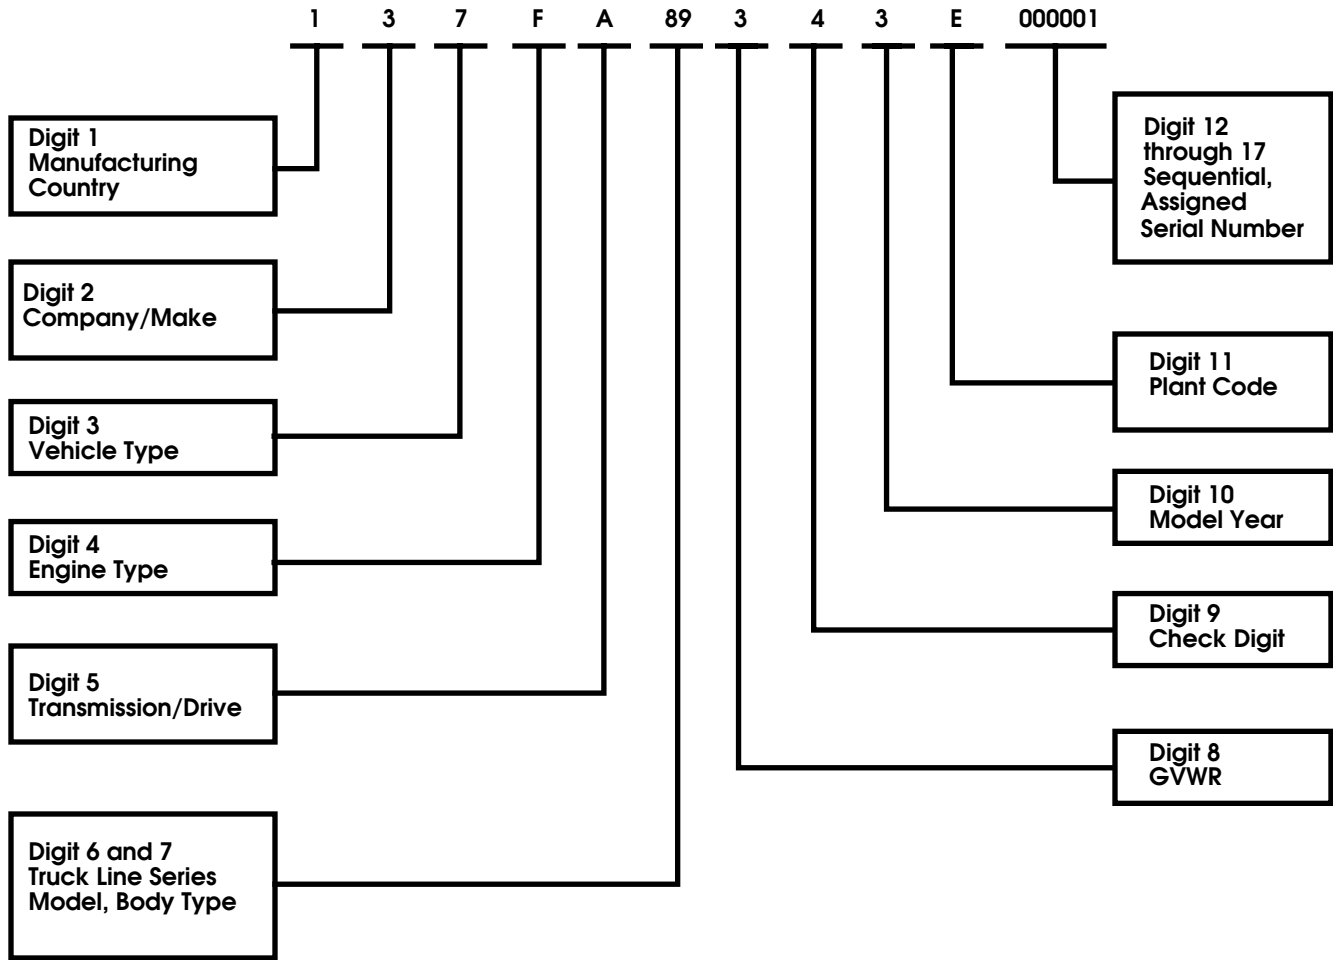 1 3 7 F A 89 3 4 3 E 000001
Digit 1
Manufacturing
Country
Digit 2
Company/Make
Digit 3
Vehicle Type
Digit 4
Engine Type
Digit 5
Transmission/Drive
Digit 6 and 7
Truck Line Series
Model, Body Type
Digit 12
through 17
Sequential,
Assigned
Serial Number
Digit 11
Plant Code
Digit 10
Model Year
Digit 9
Check Digit
Digit 8
GVWR